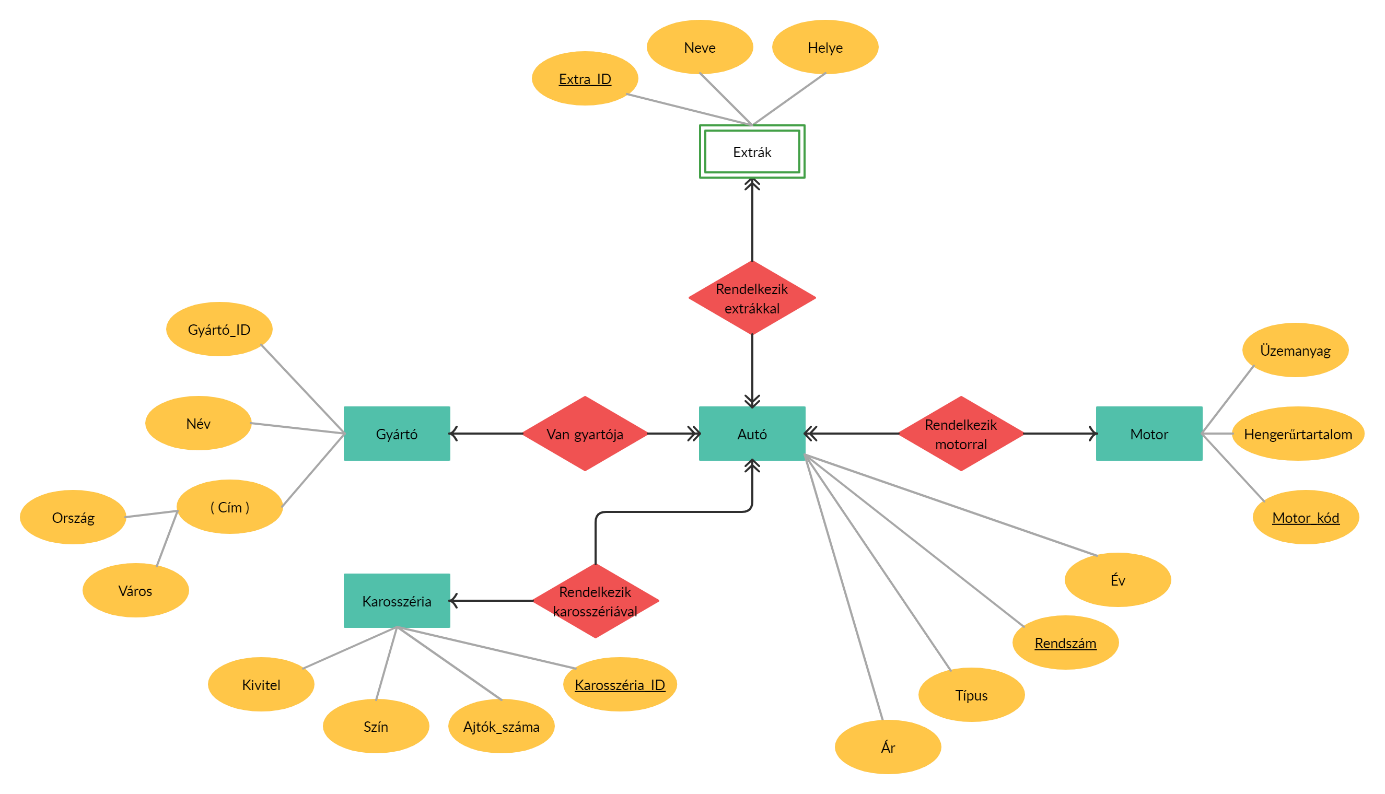 Neve
Helye
Extra_ID
Extrák
Rendelkezik
extrákkal
Gyártó_ID
Üzemanyag
Név
Gyártó
Van gyartója
Autó
Rendelkezik
motorral
Motor
Hengerűrtartalom
( Cím )
Ország
Motor_kód
Város
Év
Karosszéria
Rendelkezik
karosszériával
Rendszám
Kivitel
Karosszéria_ID
Típus
Szín
Ajtók_száma
Ár